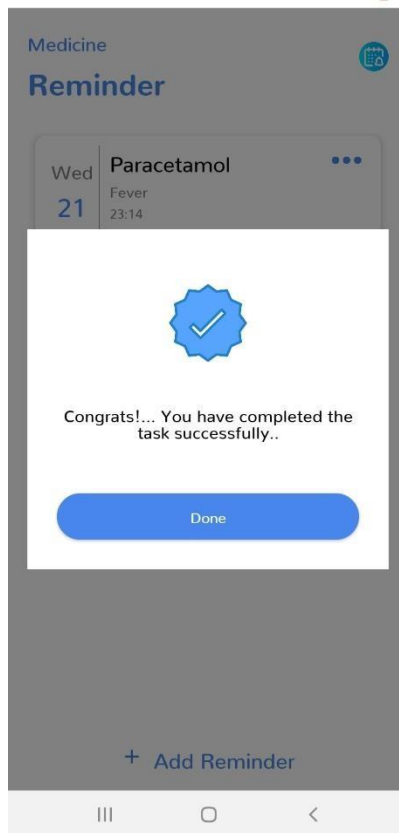 Medicine
Reminder
Wed
21
Paracetamol
Fever
23:14
Congrats!... You have completed the
task successfully..
Done
+ Add Reminder